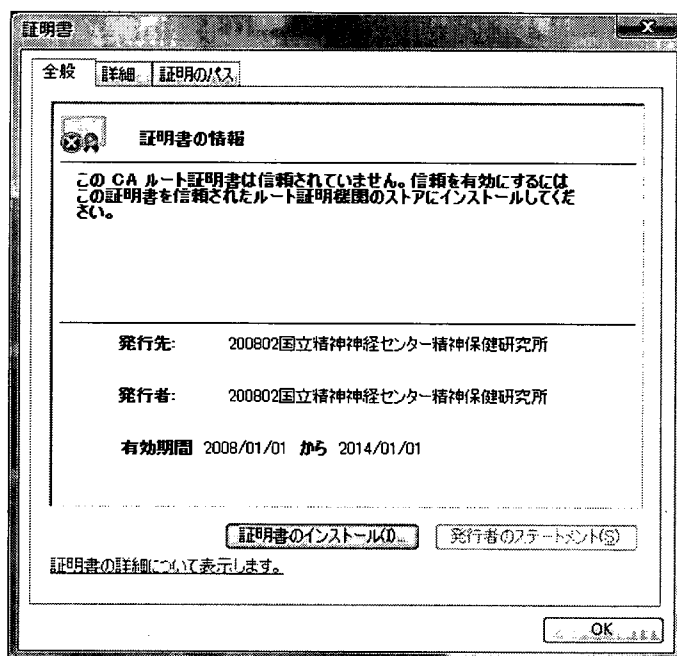 証明書
全般 詳細 証明のパス
証明書の情報
この CA ルート証明書は信頼されていません。信頼を有効にするには
この証明書を信頼されたルート証明機関のストアにインストールしてくだ
さい。
発行先: 200802国立精神神経センター精神保健研究所
発行者: 200802国立精神神経センター精神保健研究所
有効期間 2008/01/01 から 2014/01/01
証明書のインストール(I)... 発行者のステートメント(S)
証明書の詳細について表示します。
OK